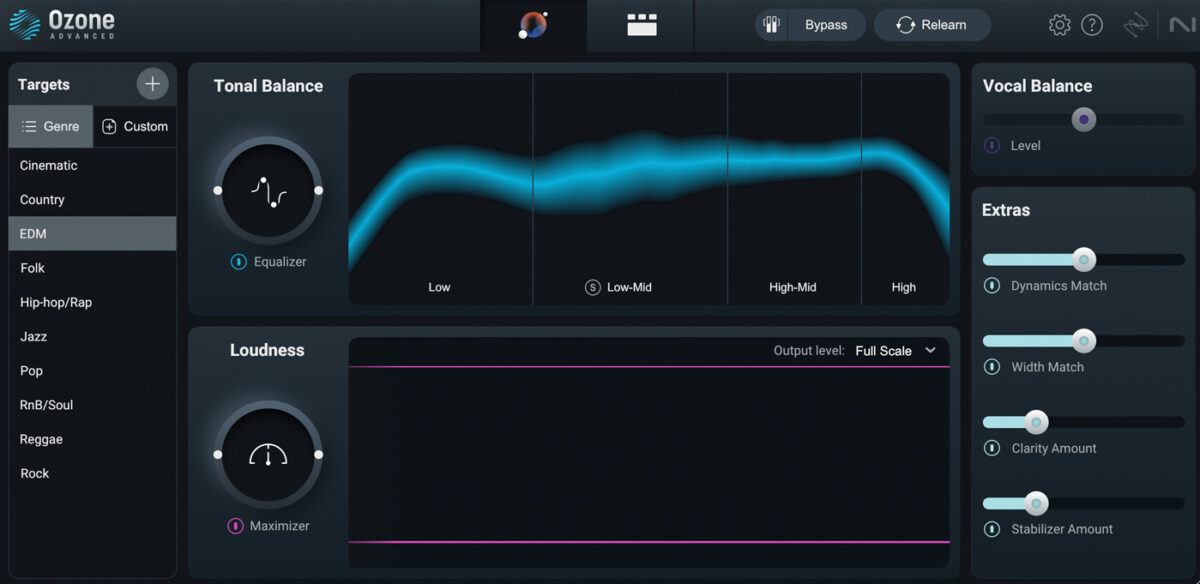 Ozone
ADVANCED
Bypass
Relearn
?
Targets
Genre
Custom
Cinematic
Country
EDM
Folk
Hip-hop/Rap
Jazz
Pop
RnB/Soul
Reggae
Rock
Tonal Balance
Equalizer
Low
S Low-Mid
High-Mid
High
Loudness
Maximizer
Output level: Full Scale
Vocal Balance
Level
Extras
Dynamics Match
Width Match
Clarity Amount
Stabilizer Amount